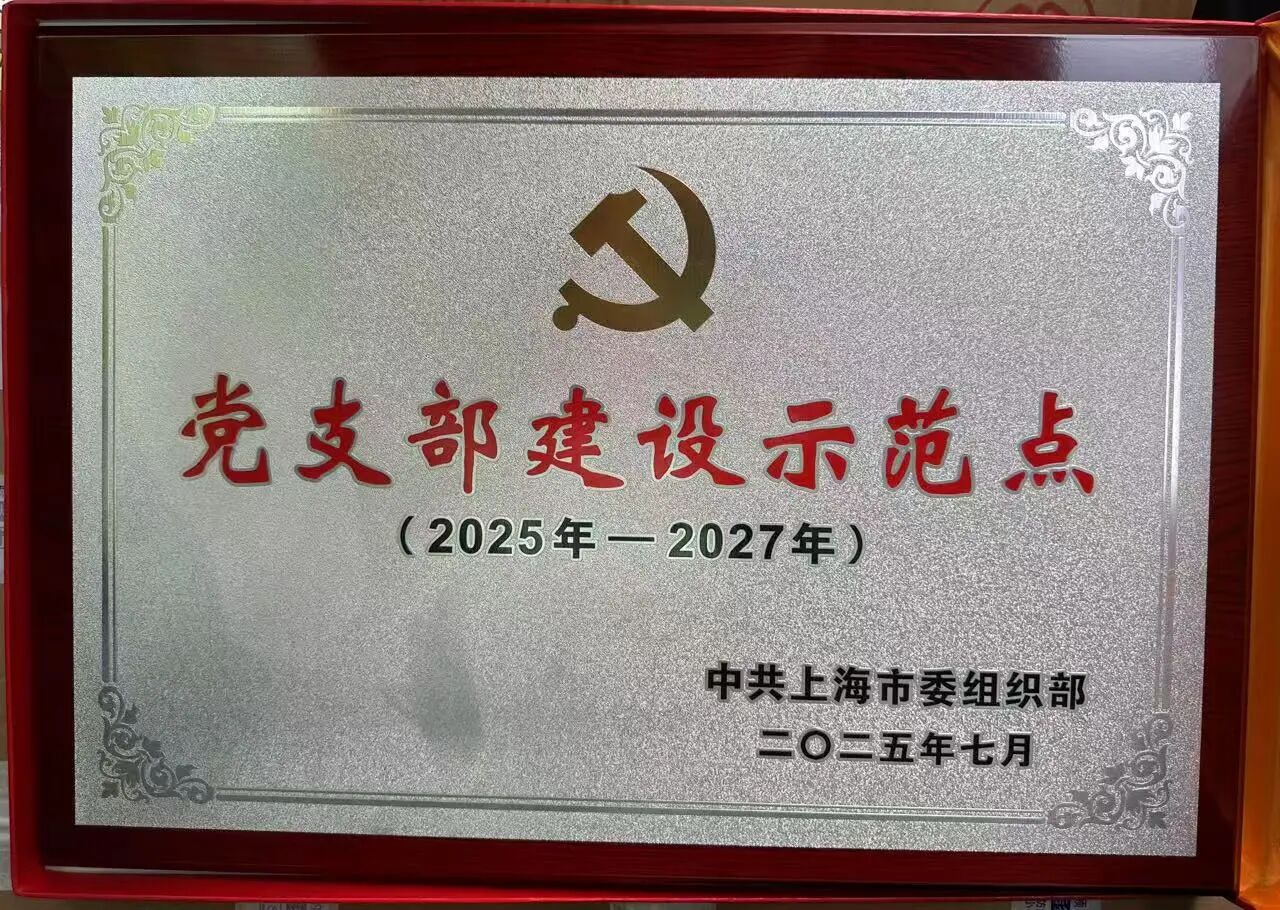 党支部建设示范点
（2025年—2027年）
中共上海市委组织部
二〇二五年七月